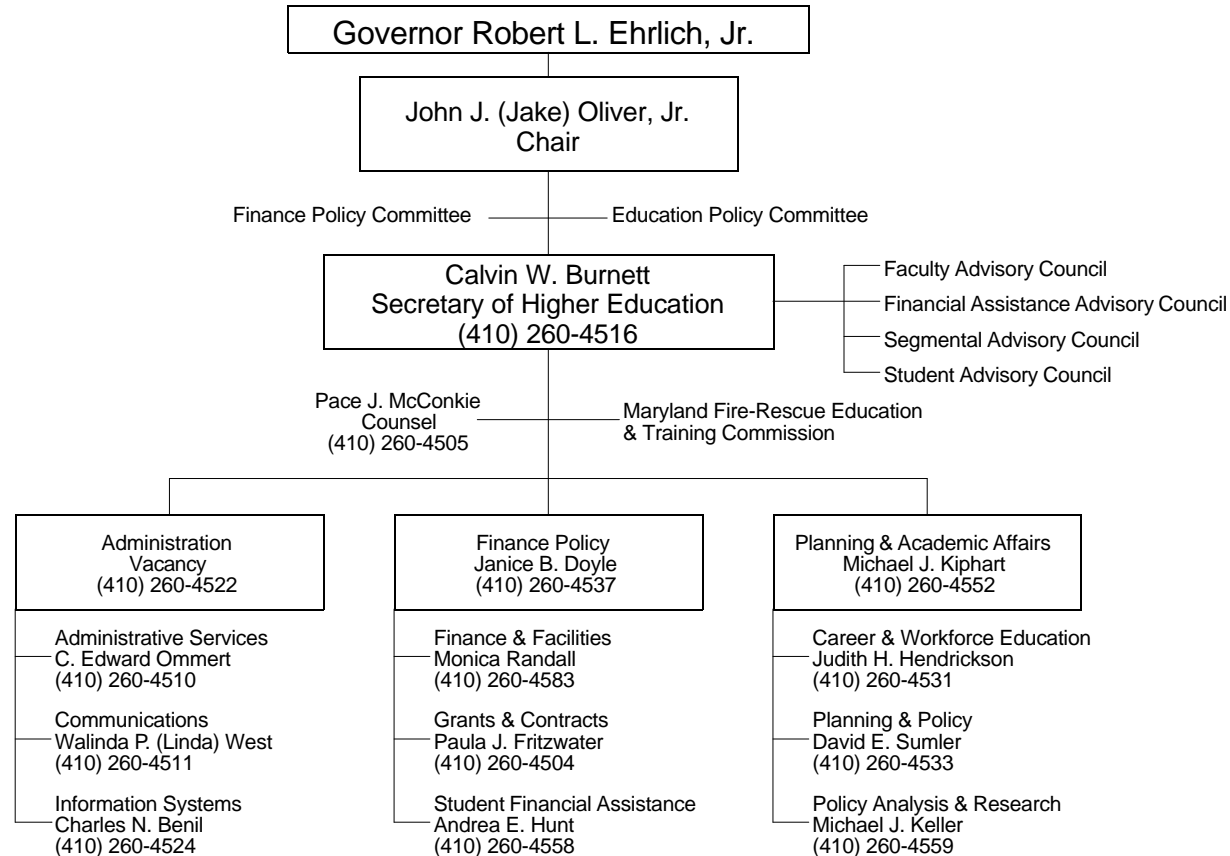 Governor Robert L. Ehrlich, Jr.
John J. (Jake) Oliver, Jr.
Chair
Finance Policy Committee
Education Policy Committee
Calvin W. Burnett
Secretary of Higher Education
(410) 260-4516
Faculty Advisory Council
Financial Assistance Advisory Council
Segmental Advisory Council
Student Advisory Council
Pace J. McConkie
Counsel
(410) 260-4505
Maryland Fire-Rescue Education
& Training Commission
Administration
Vacancy
(410) 260-4522
Administrative Services
C. Edward Ommert
(410) 260-4510
Communications
Walinda P. (Linda) West
(410) 260-4511
Information Systems
Charles N. Benil
(410) 260-4524
Finance Policy
Janice B. Doyle
(410) 260-4537
Finance & Facilities
Monica Randall
(410) 260-4583
Grants & Contracts
Paula J. Fritzwater
(410) 260-4504
Student Financial Assistance
Andrea E. Hunt
(410) 260-4558
Planning & Academic Affairs
Michael J. Kiphart
(410) 260-4552
Career & Workforce Education
Judith H. Hendrickson
(410) 260-4531
Planning & Policy
David E. Sumler
(410) 260-4533
Policy Analysis & Research
Michael J. Keller
(410) 260-4559